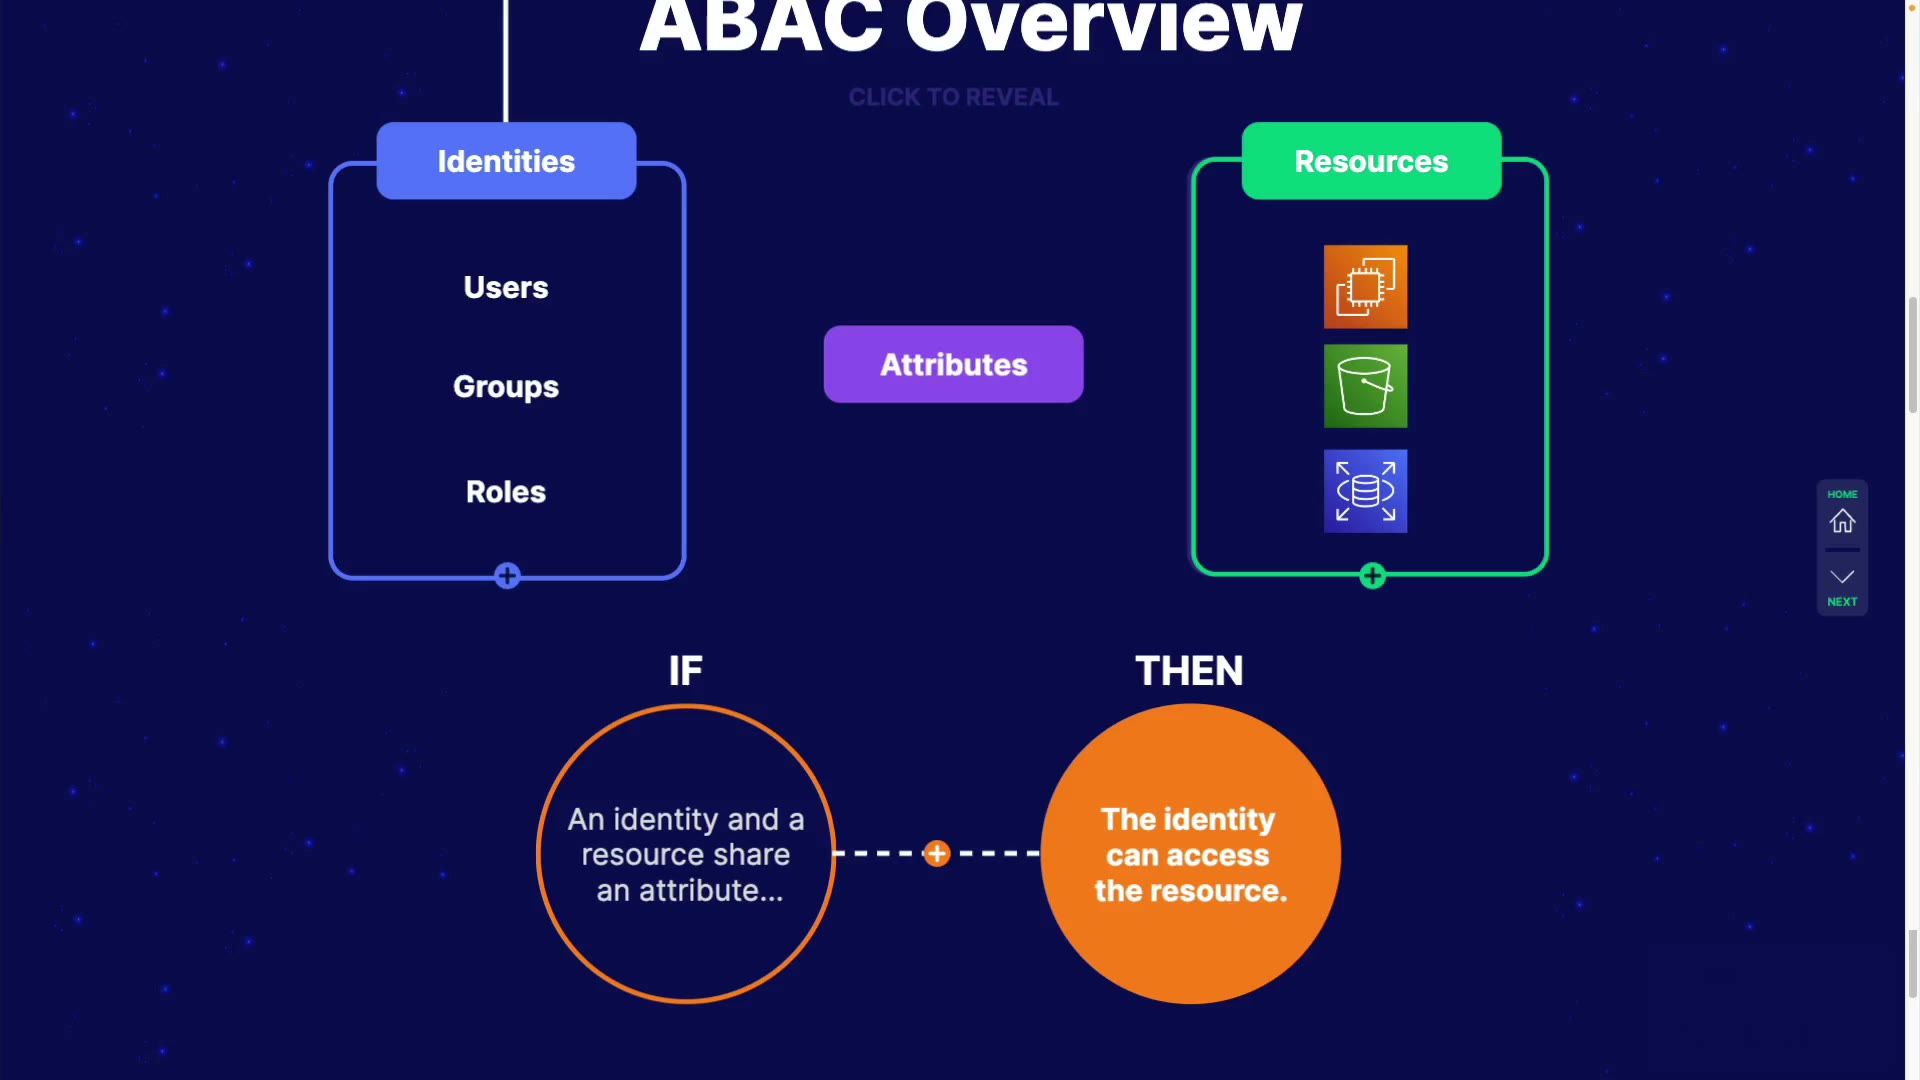 ABAC Overview
CLICK TO REVEAL
Identities
Users
Groups
Roles
Attributes
Resources
HOME
NEXT
IF
An identity and a
resource share
an attribute...
THEN
The identity
can access
the resource.